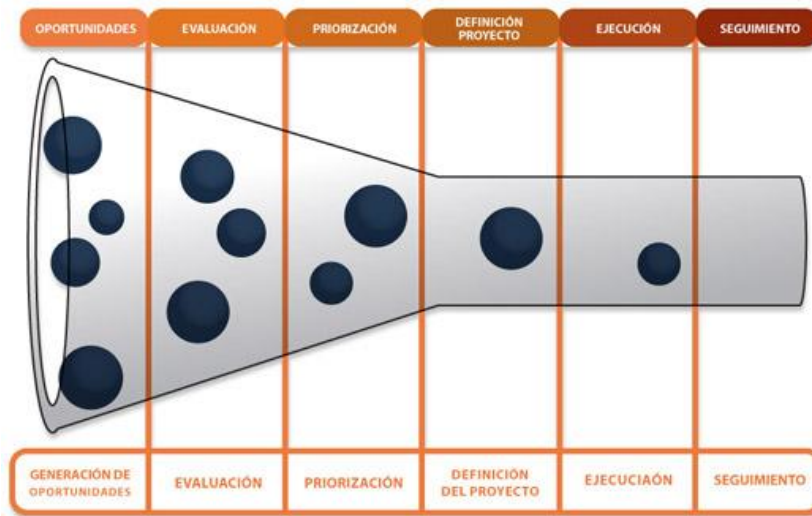 OPORTUNIDADES
EVALUACIÓN
PRIORIZACIÓN
DEFINICIÓN
PROYECTO
EJECUCIÓN
SEGUIMIENTO
GENERACIÓN DE
OPORTUNIDADES
EVALUACIÓN
PRIORIZACIÓN
DEFINICIÓN
DEL PROYECTO
EJECUCIAÓN
SEGUIMIENTO